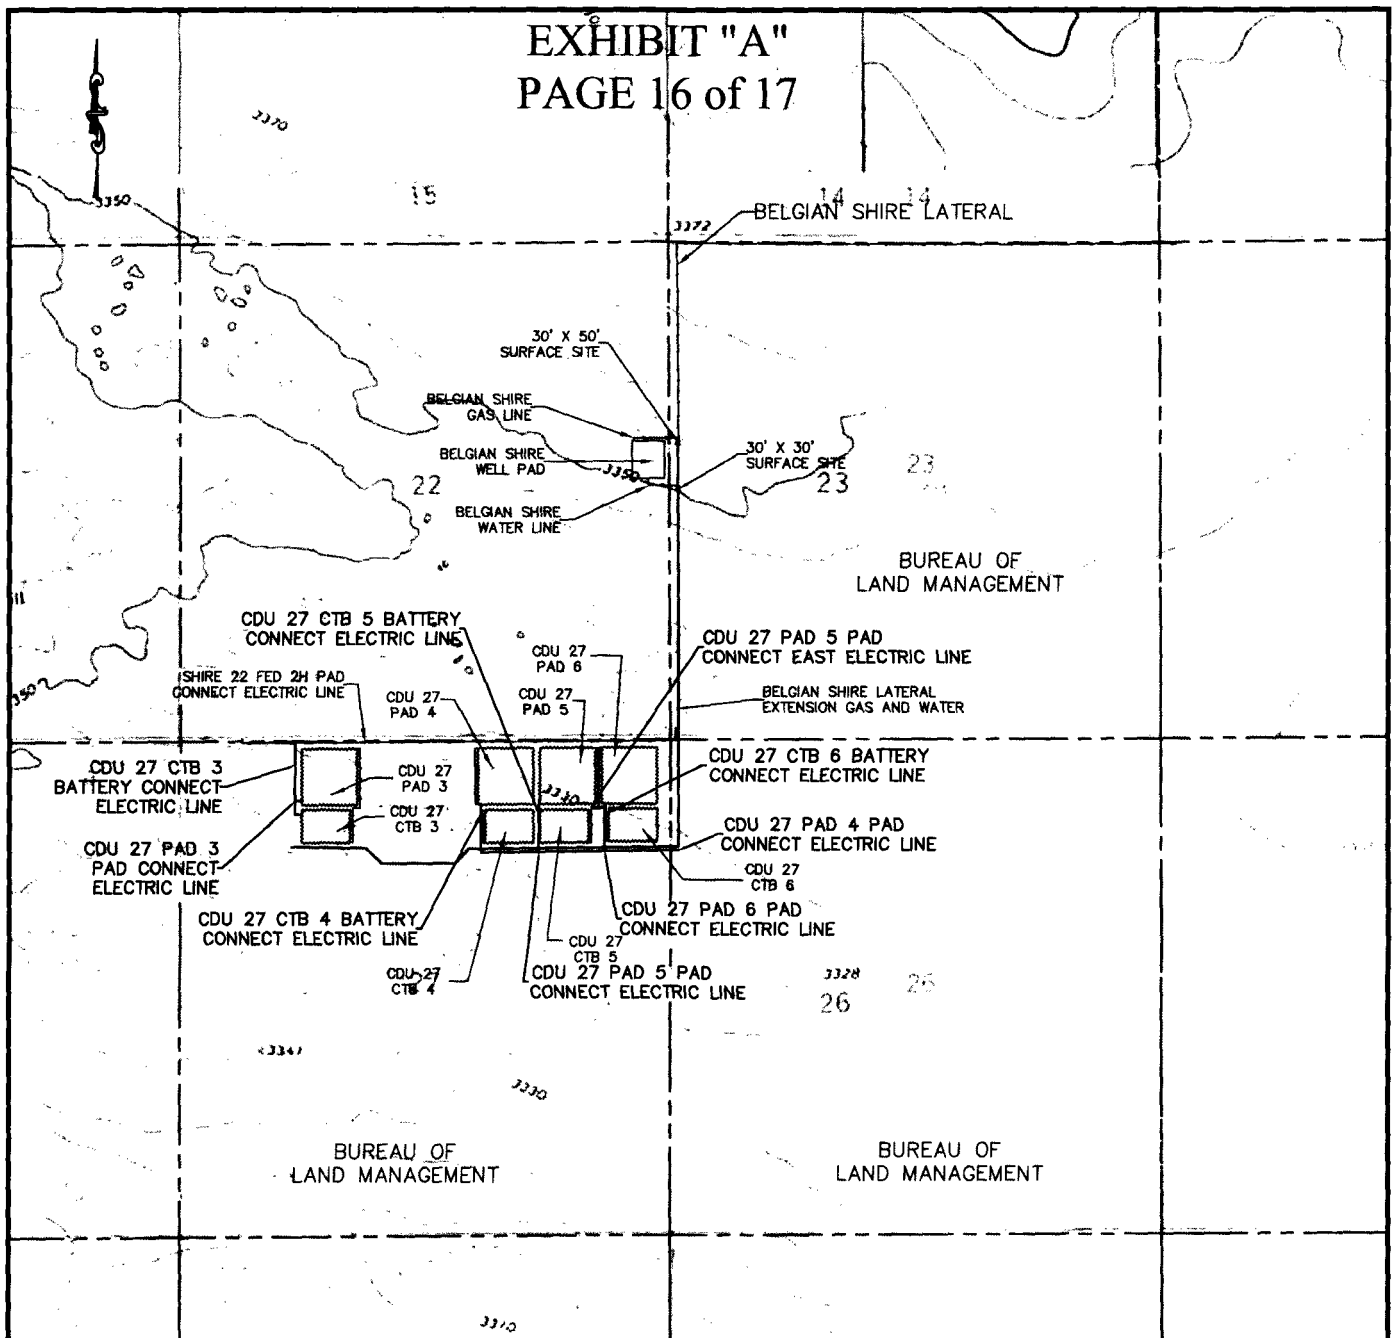 EXHIBIT "A"
PAGE 16 of 17
3370
3350
15
14 14
BELGIAN SHIRE LATERAL
3372
30' X 50'
SURFACE SITE
BELGIAN SHIRE
GAS LINE
BELGIAN SHIRE
WELL PAD
3350
30' X 30'
SURFACE SITE
23
23
22
BELGIAN SHIRE
WATER LINE
BUREAU OF
LAND MANAGEMENT
CDU 27 CTB 5 BATTERY
CONNECT ELECTRIC LINE
CDU 27
PAD 6
CDU 27 PAD 5 PAD
CONNECT EAST ELECTRIC LINE
SHIRE 22 FED 2H PAD
CONNECT ELECTRIC LINE
CDU 27
PAD 4
CDU 27
PAD 5
BELGIAN SHIRE LATERAL
EXTENSION GAS AND WATER
3350
CDU 27 CTB 3
BATTERY CONNECT
ELECTRIC LINE
CDU 27
PAD 3
3340
CDU 27 CTB 6 BATTERY
CONNECT ELECTRIC LINE
CDU 27
CTB 3
CDU 27 PAD 4 PAD
CONNECT ELECTRIC LINE
CDU 27 PAD 3
PAD CONNECT
ELECTRIC LINE
CDU 27
CTB 6
CDU 27 CTB 4 BATTERY
CONNECT ELECTRIC LINE
CDU 27 PAD 6 PAD
CONNECT ELECTRIC LINE
CDU 27
CTB 5
CDU 27
CTB 4
CDU 27 PAD 5 PAD
CONNECT ELECTRIC LINE
3328
26
26
3341
3330
BUREAU OF
LAND MANAGEMENT
BUREAU OF
LAND MANAGEMENT
3310